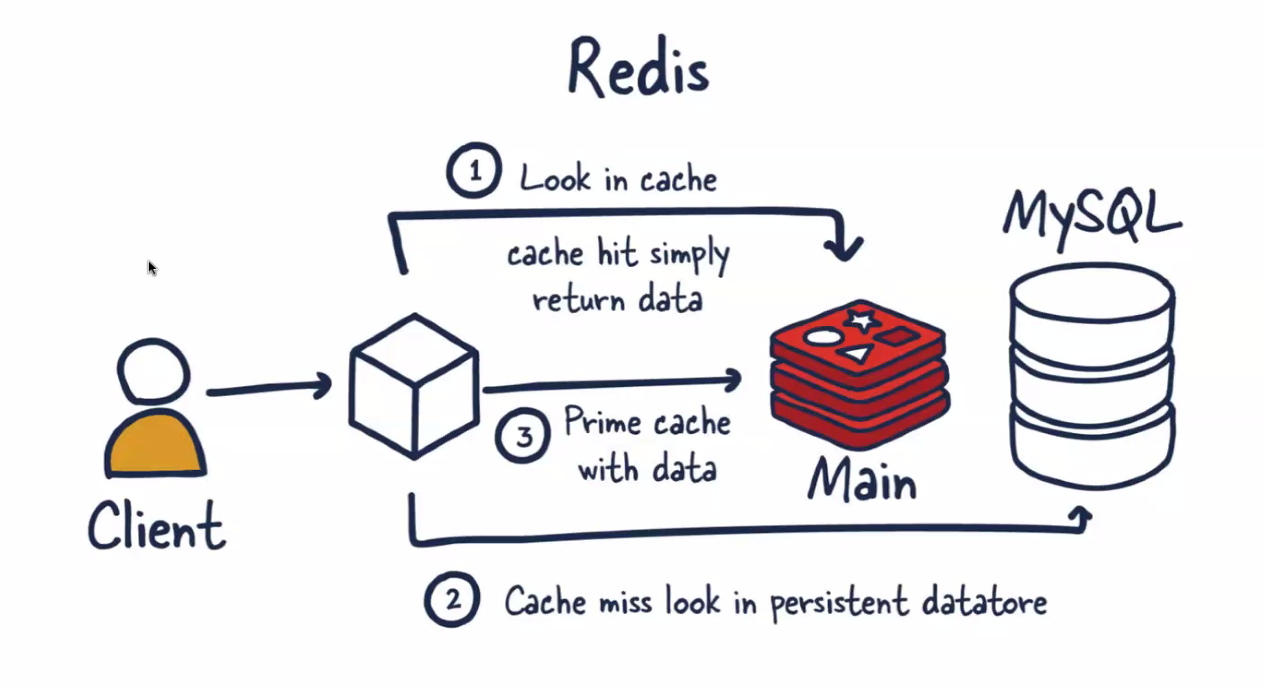 Redis
1 Look in cache
cache hit simply
return data
MySQL
3 Prime cache
with data
Main
Client
2 Cache miss look in persistent datatore